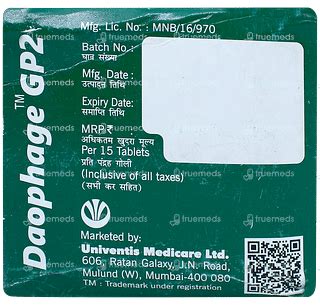 Daophage™ GP2
Mfg. Lic. No. : MNB/16/970
Batch No. :
घान संख्या
Mfg. Date :
उत्पादन तिथि
Expiry Date:
समाप्ति तिथि
MRP ₹
अधिकतम खुदरा मूल्य
Per 15 Tablets
प्रति पंद्रह गोली
(Inclusive of all taxes)
(सभी कर सहित)
Marketed by:
Univentis Medicare Ltd.
606, Ratan Galaxy, J.N. Road,
Mulund (W), Mumbai-400 080
TM : Trademark under registration
truemeds